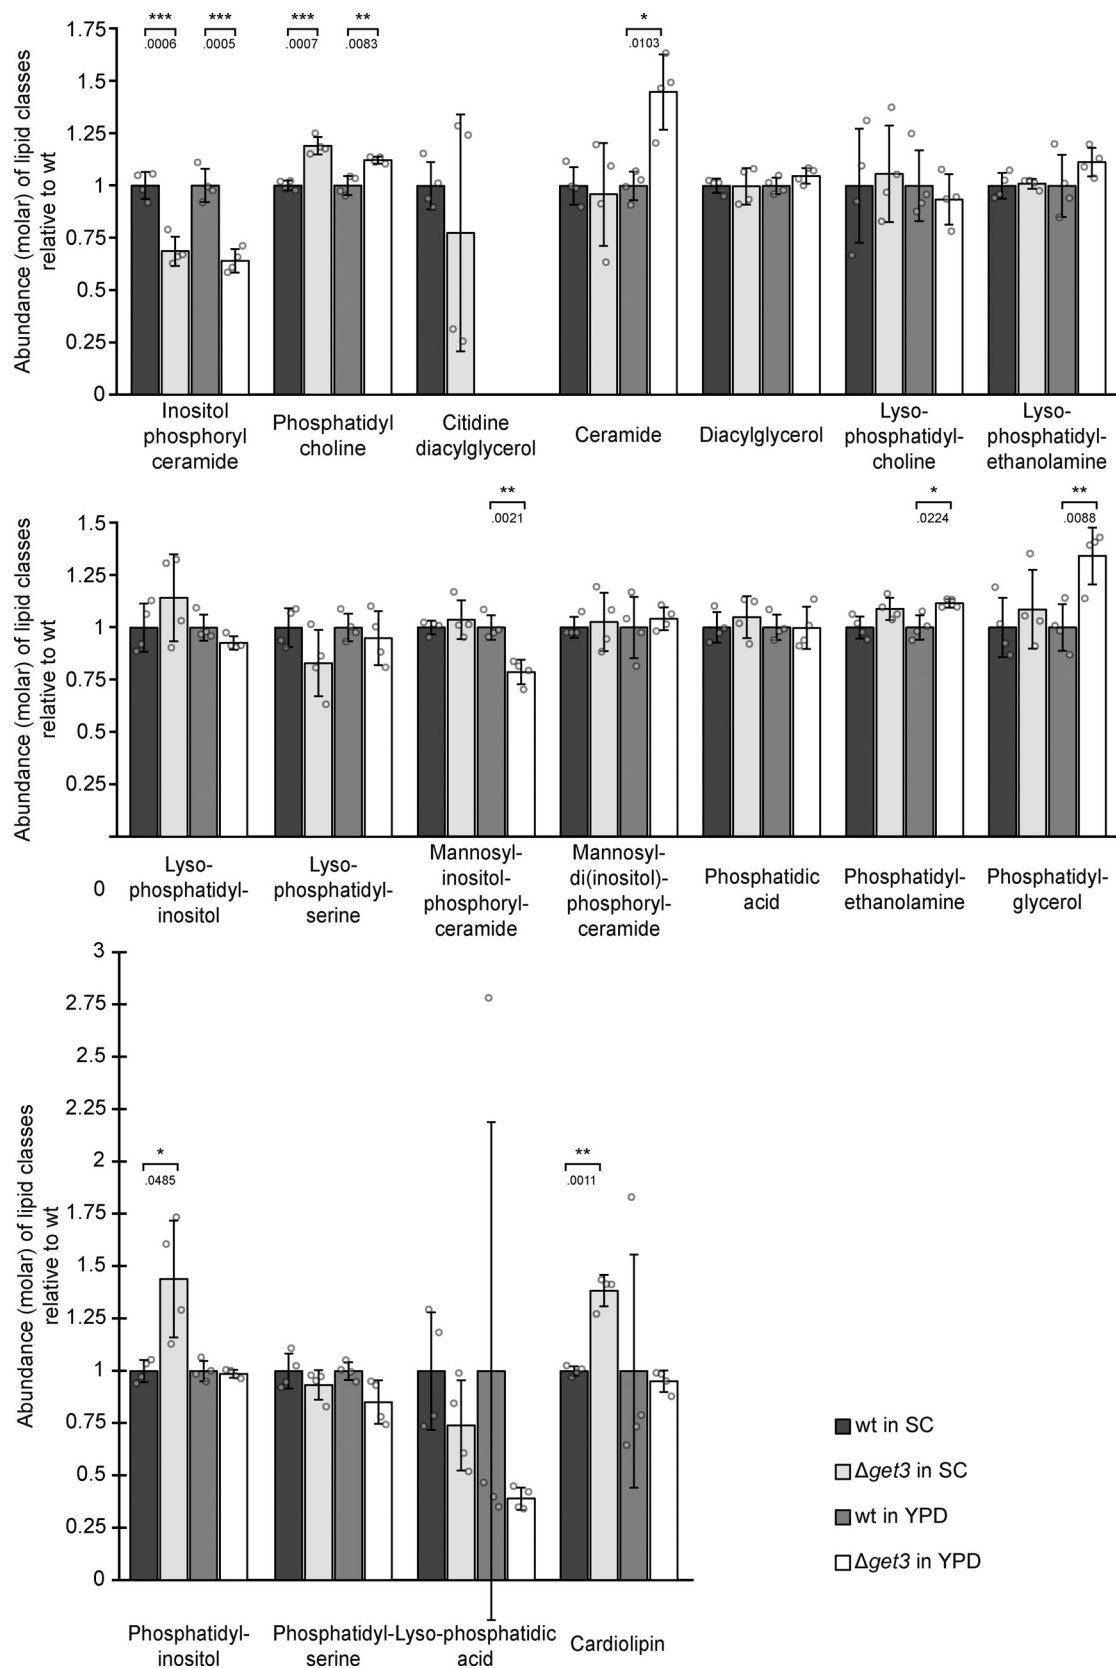 *** *** *** ** *
.0006 .0005 .0007 .0083 .0103
Abundance (molar) of lipid classes
relative to wt
1.75
1.5
1.25
1
0.75
0.5
0.25
0
Inositol
phosphoryl
ceramide
Phosphatidyl
choline
Citidine
diacylglycerol
Ceramide
Diacylglycerol
Lyso-
phosphatidyl-
choline
Lyso-
phosphatidyl-
ethanolamine
** * **
.0021 .0224 .0088
Abundance (molar) of lipid classes
relative to wt
1.5
1.25
1
0.75
0.5
0.25
0
Lyso-
phosphatidyl-
inositol
Lyso-
phosphatidyl-
serine
Mannosyl-
inositol-
phosphoryl-
ceramide
Mannosyl-
di(inositol)-
phosphoryl-
ceramide
Phosphatidic
acid
Phosphatidyl-
ethanolamine
Phosphatidyl-
glycerol
* **
.0485 .0011
Abundance (molar) of lipid classes
relative to wt
3
2.75
2.5
2.25
2
1.75
1.5
1.25
1
0.75
0.5
0.25
0
Phosphatidyl-
inositol
Phosphatidyl-
serine
Lyso-phosphatidic
acid
Cardiolipin
wt in SC
Δget3 in SC
wt in YPD
Δget3 in YPD